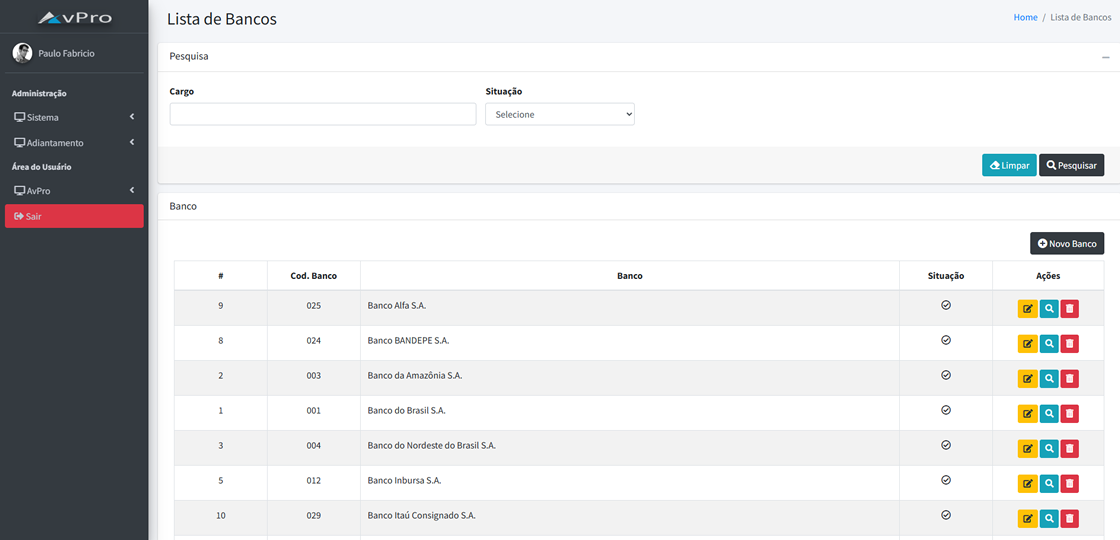 AvPro
Lista de Bancos
Home / Lista de Bancos
Paulo Fabricio
Administração
Sistema
Adiantamento
Área do Usuário
AvPro
Sair
Pesquisa
Cargo
Situação
Selecione
Limpar
Pesquisar
Banco
Novo Banco
# Cod. Banco Banco Situação Ações
9 025 Banco Alfa S.A.
8 024 Banco BANDEPE S.A.
2 003 Banco da Amazônia S.A.
1 001 Banco do Brasil S.A.
3 004 Banco do Nordeste do Brasil S.A.
5 012 Banco Inbursa S.A.
10 029 Banco Itaú Consignado S.A.